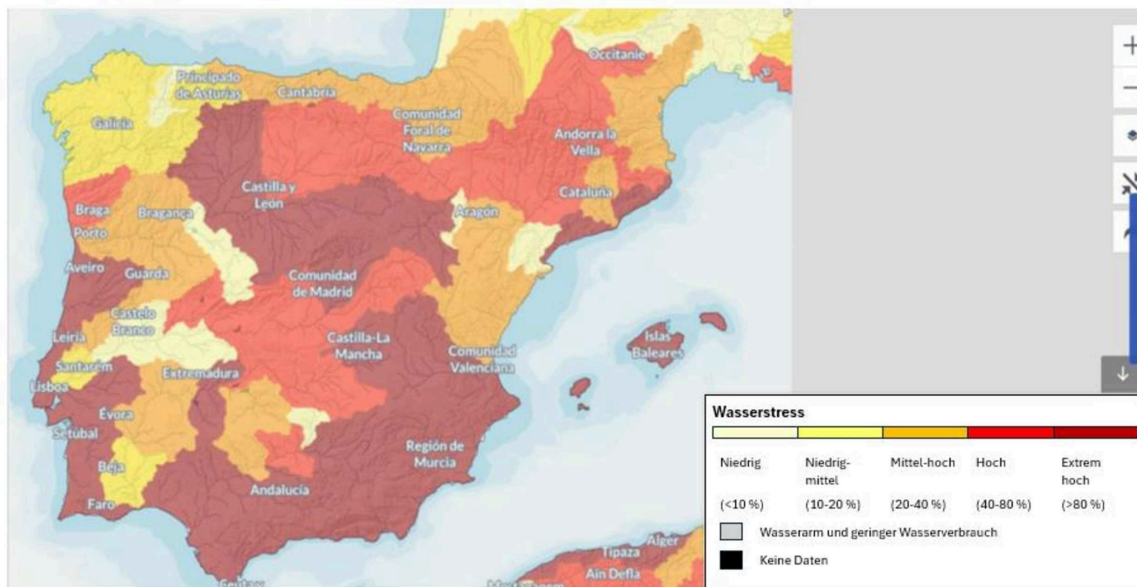 Occitanie
Principado
de Asturias
Cantabria
Galicia
Comunidad
Foral de
Navarra
Andorra la
Vella
Castilla y
León
Cataluña
Braga
Bragança
Aragón
Porto
Aveiro
Guarda
Comunidad
de Madrid
Castelo
Branco
Leiria
Castilla-La
Mancha
Islas
Baleares
Santarém
Comunidad
Valenciana
Extremadura
Lisboa
Évora
Setúbal
Región de
Murcia
Beja
Andalucía
Faro
Ceuta y
Alger
Tipaza
Aïn Defla
Mostaganem
Wasserstress
Niedrig
Niedrig-
mittel
Mittel-hoch
Hoch
Extrem
hoch
(<10 %)
(10-20 %)
(20-40 %)
(40-80 %)
(>80 %)
Wasserarm und geringer Wasserverbrauch
Keine Daten